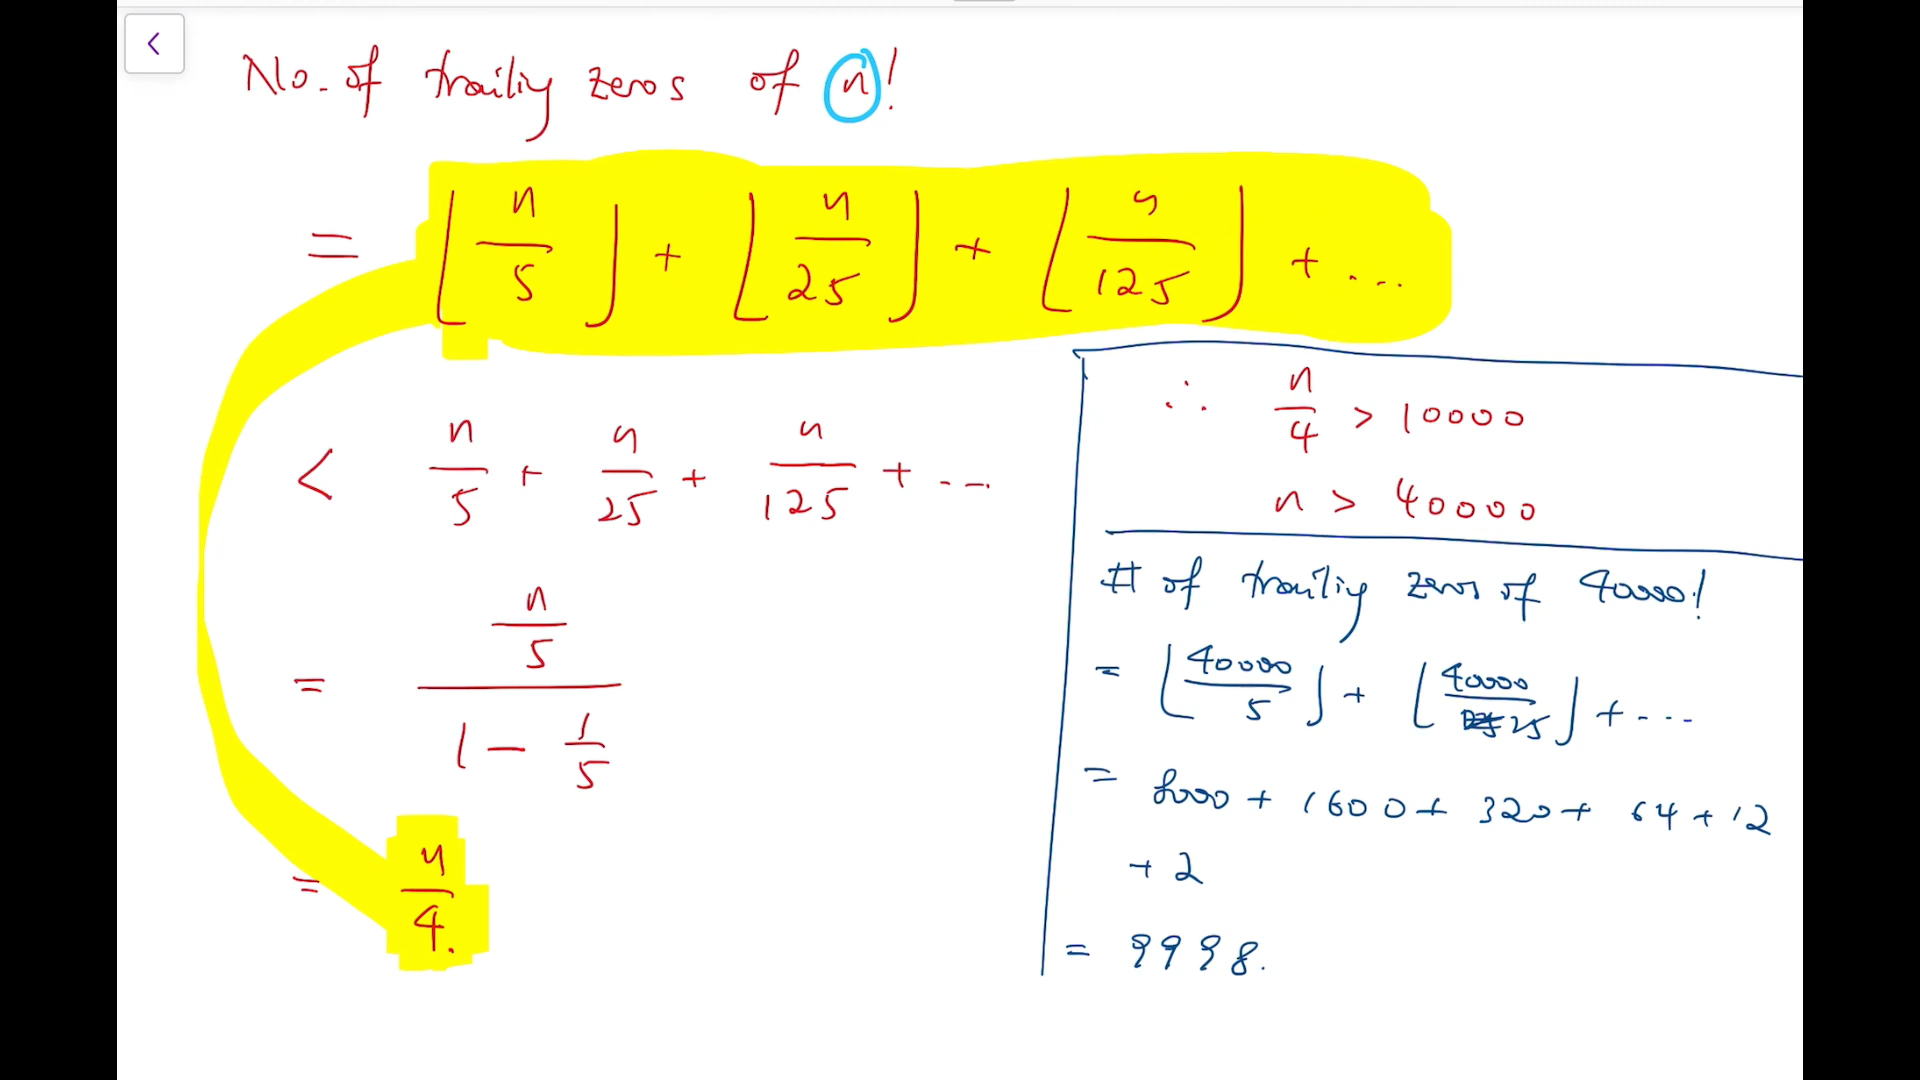 No. of trailing zeros of n!
= ⌊n/5⌋ + ⌊n/25⌋ + ⌊n/125⌋ + ...
< n/5 + n/25 + n/125 + ...
= (n/5)/(1 - 1/5)
= n/4.
∴ n/4 > 10000
n > 40000
# of trailing zeros of 40000!
= ⌊40000/5⌋ + ⌊40000/25⌋ + ...
= 8000 + 1600 + 320 + 64 + 12
+ 2
= 9998.